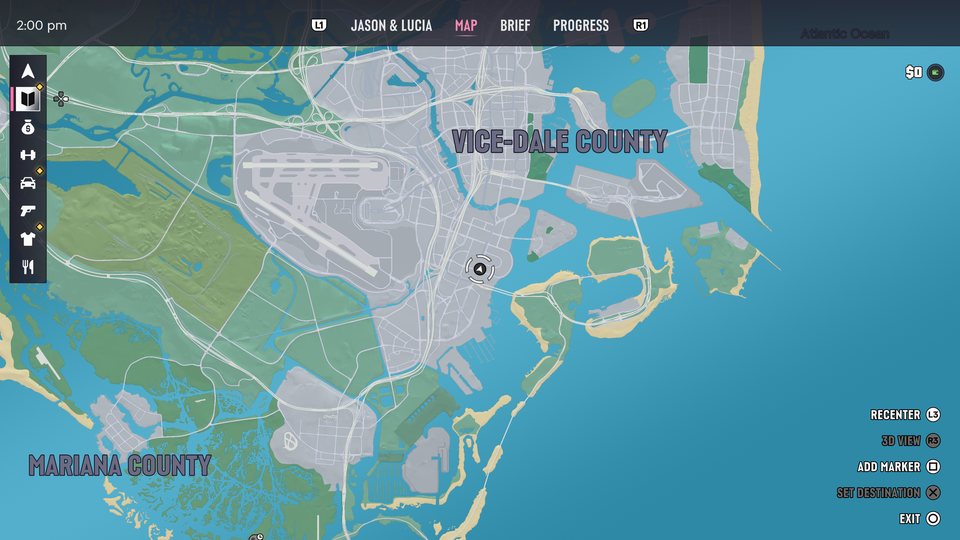 2:00 pm
L1 JASON & LUCIA MAP BRIEF PROGRESS R1
Atlantic Ocean
$0
VICE-DALE COUNTY
MARIANA COUNTY
RECENTER L3
3D VIEW R3
ADD MARKER
SET DESTINATION
EXIT